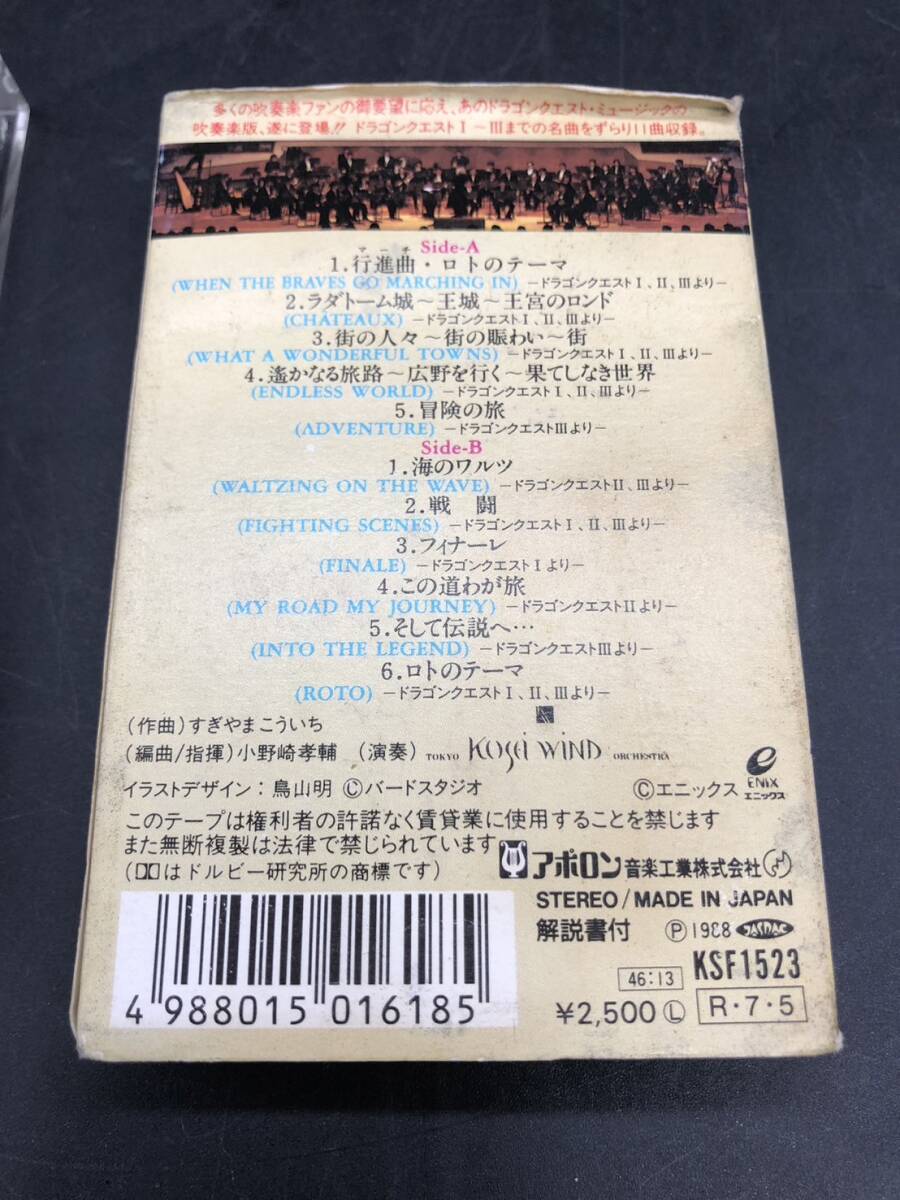 多くの吹奏楽ファンの御要望に応え、あのドラゴンクエスト・ミュージックの
吹奏楽版、遂に登場!! ドラゴンクエストI〜IIIまでの名曲をずらり11曲収録。
Side-A
マーチ
1.行進曲・ロトのテーマ
(WHEN THE BRAVES GO MARCHING IN) −ドラゴンクエストI、II、IIIより−
2.ラダトーム城〜王城〜王宮のロンド
(CHÂTEAUX) −ドラゴンクエストI、II、IIIより−
3.街の人々〜街の賑わい〜街
(WHAT A WONDERFUL TOWNS) −ドラゴンクエストI、II、IIIより−
4.遙かなる旅路〜広野を行く〜果てしなき世界
(ENDLESS WORLD) −ドラゴンクエストI、II、IIIより−
5.冒険の旅
(ADVENTURE) −ドラゴンクエストIIIより−
Side-B
1.海のワルツ
(WALTZING ON THE WAVE) −ドラゴンクエストII、IIIより−
2.戦 闘
(FIGHTING SCENES) −ドラゴンクエストI、II、IIIより−
3.フィナーレ
(FINALE) −ドラゴンクエストIより−
4.この道わが旅
(MY ROAD MY JOURNEY) −ドラゴンクエストIIより−
5.そして伝説へ…
(INTO THE LEGEND) −ドラゴンクエストIIIより−
6.ロトのテーマ
(ROTO) −ドラゴンクエストI、II、IIIより−
(作曲)すぎやまこういち
(編曲/指揮)小野崎孝輔 (演奏) TOKYO Kosei WIND ORCHESTRA
イラストデザイン:鳥山明 Ⓒバードスタジオ Ⓒエニックス ENIX エニックス
このテープは権利者の許諾なく賃貸業に使用することを禁じます
また無断複製は法律で禁じられています
(はドルビー研究所の商標です)
アポロン音楽工業株式会社
STEREO/MADE IN JAPAN
解説書付 Ⓟ1988 JASRAC
46:13 KSF1523
¥2,500 Ⓛ R・7・5
4 988015 016185